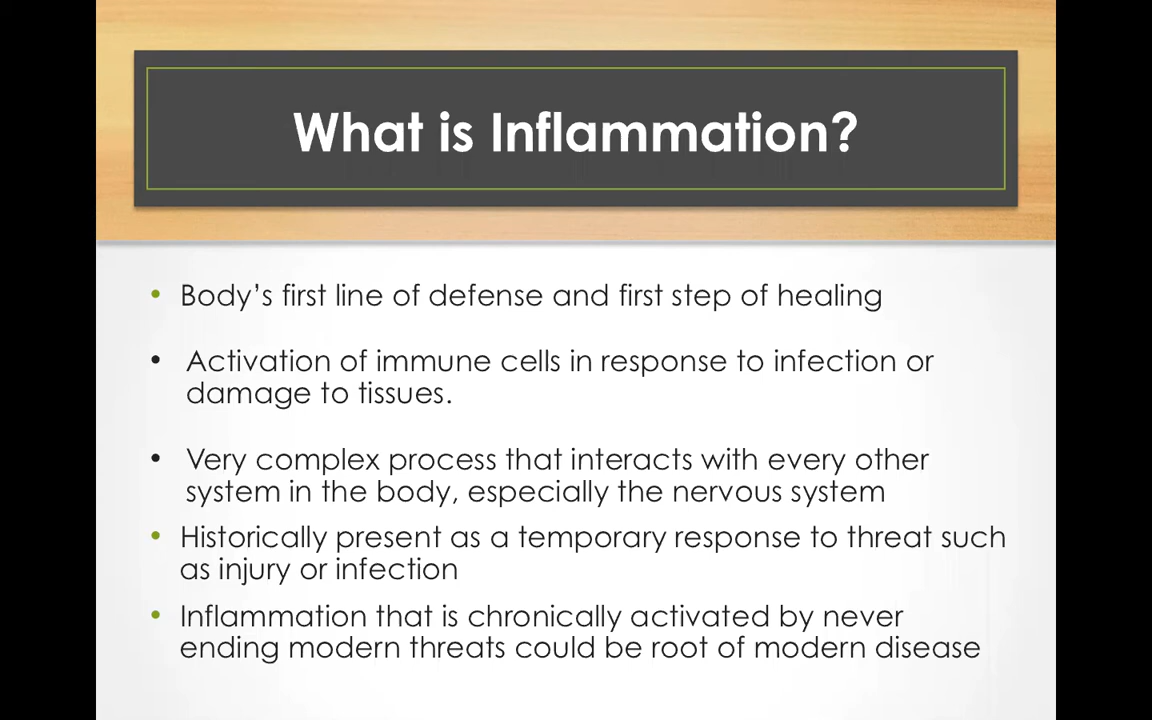 What is Inflammation?
• Body’s first line of defense and first step of healing
• Activation of immune cells in response to infection or
damage to tissues.
• Very complex process that interacts with every other
system in the body, especially the nervous system
• Historically present as a temporary response to threat such
as injury or infection
• Inflammation that is chronically activated by never
ending modern threats could be root of modern disease